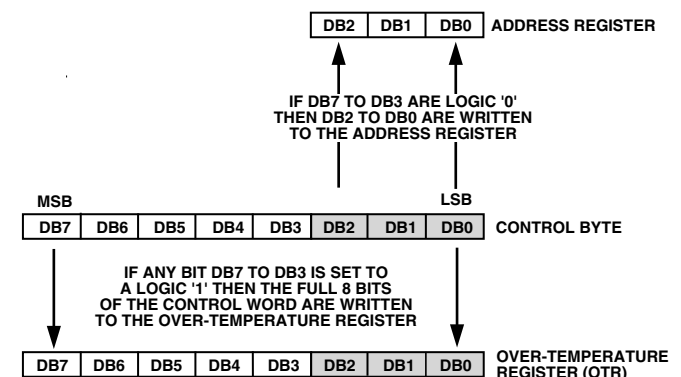 DB2 DB1 DB0 ADDRESS REGISTER
IF DB7 TO DB3 ARE LOGIC '0'
THEN DB2 TO DB0 ARE WRITTEN
TO THE ADDRESS REGISTER
MSB LSB
DB7 DB6 DB5 DB4 DB3 DB2 DB1 DB0 CONTROL BYTE
IF ANY BIT DB7 TO DB3 IS SET TO
A LOGIC '1' THEN THE FULL 8 BITS
OF THE CONTROL WORD ARE WRITTEN
TO THE OVER-TEMPERATURE REGISTER
DB7 DB6 DB5 DB4 DB3 DB2 DB1 DB0 OVER-TEMPERATURE
REGISTER (OTR)